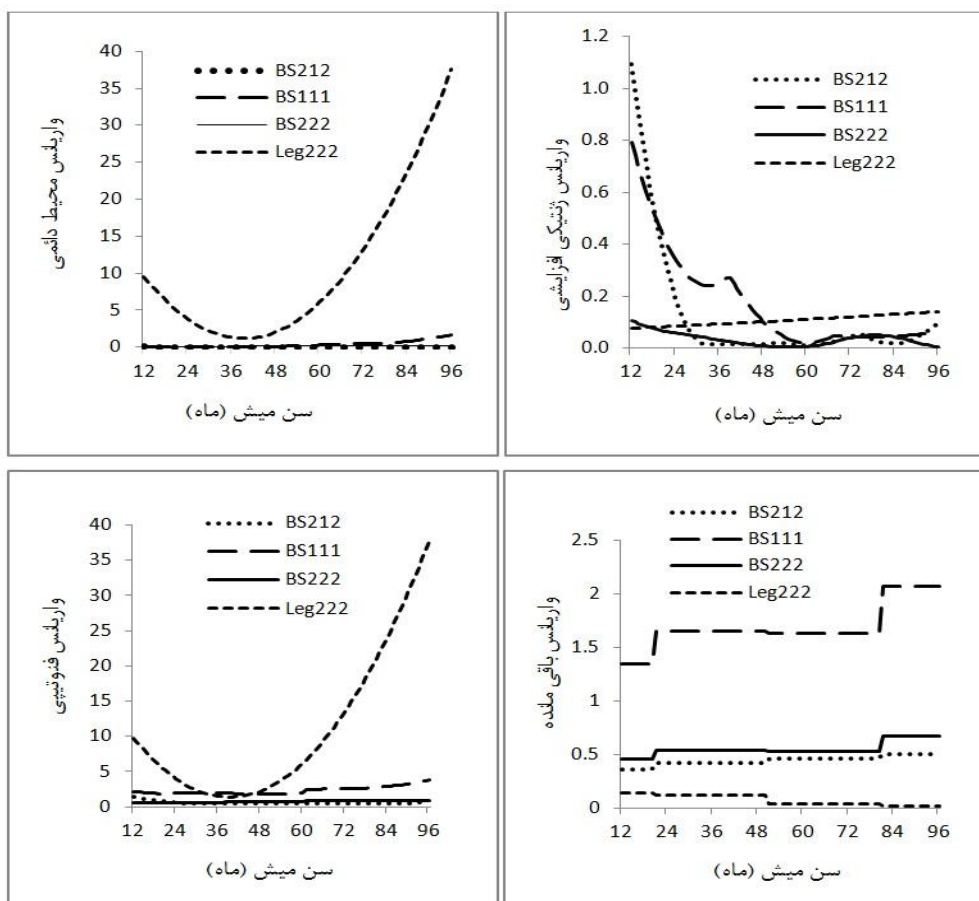 واریانس محیط دائمی
40
35
30
25
20
15
10
5
0
BS212
BS111
BS222
Leg222
12 24 36 48 60 72 84 96
سن میش (ماه)
واریانس ژنتیکی افزایشی
1.2
1.0
0.8
0.6
0.4
0.2
0.0
BS212
BS111
BS222
Leg222
12 24 36 48 60 72 84 96
سن میش (ماه)
واریانس فنوتیپی
40
35
30
25
20
15
10
5
0
BS212
BS111
BS222
Leg222
12 24 36 48 60 72 84 96
سن میش (ماه)
واریانس باقی مانده
2.5
2
1.5
1
0.5
0
BS212
BS111
BS222
Leg222
12 24 36 48 60 72 84 96
سن میش (ماه)